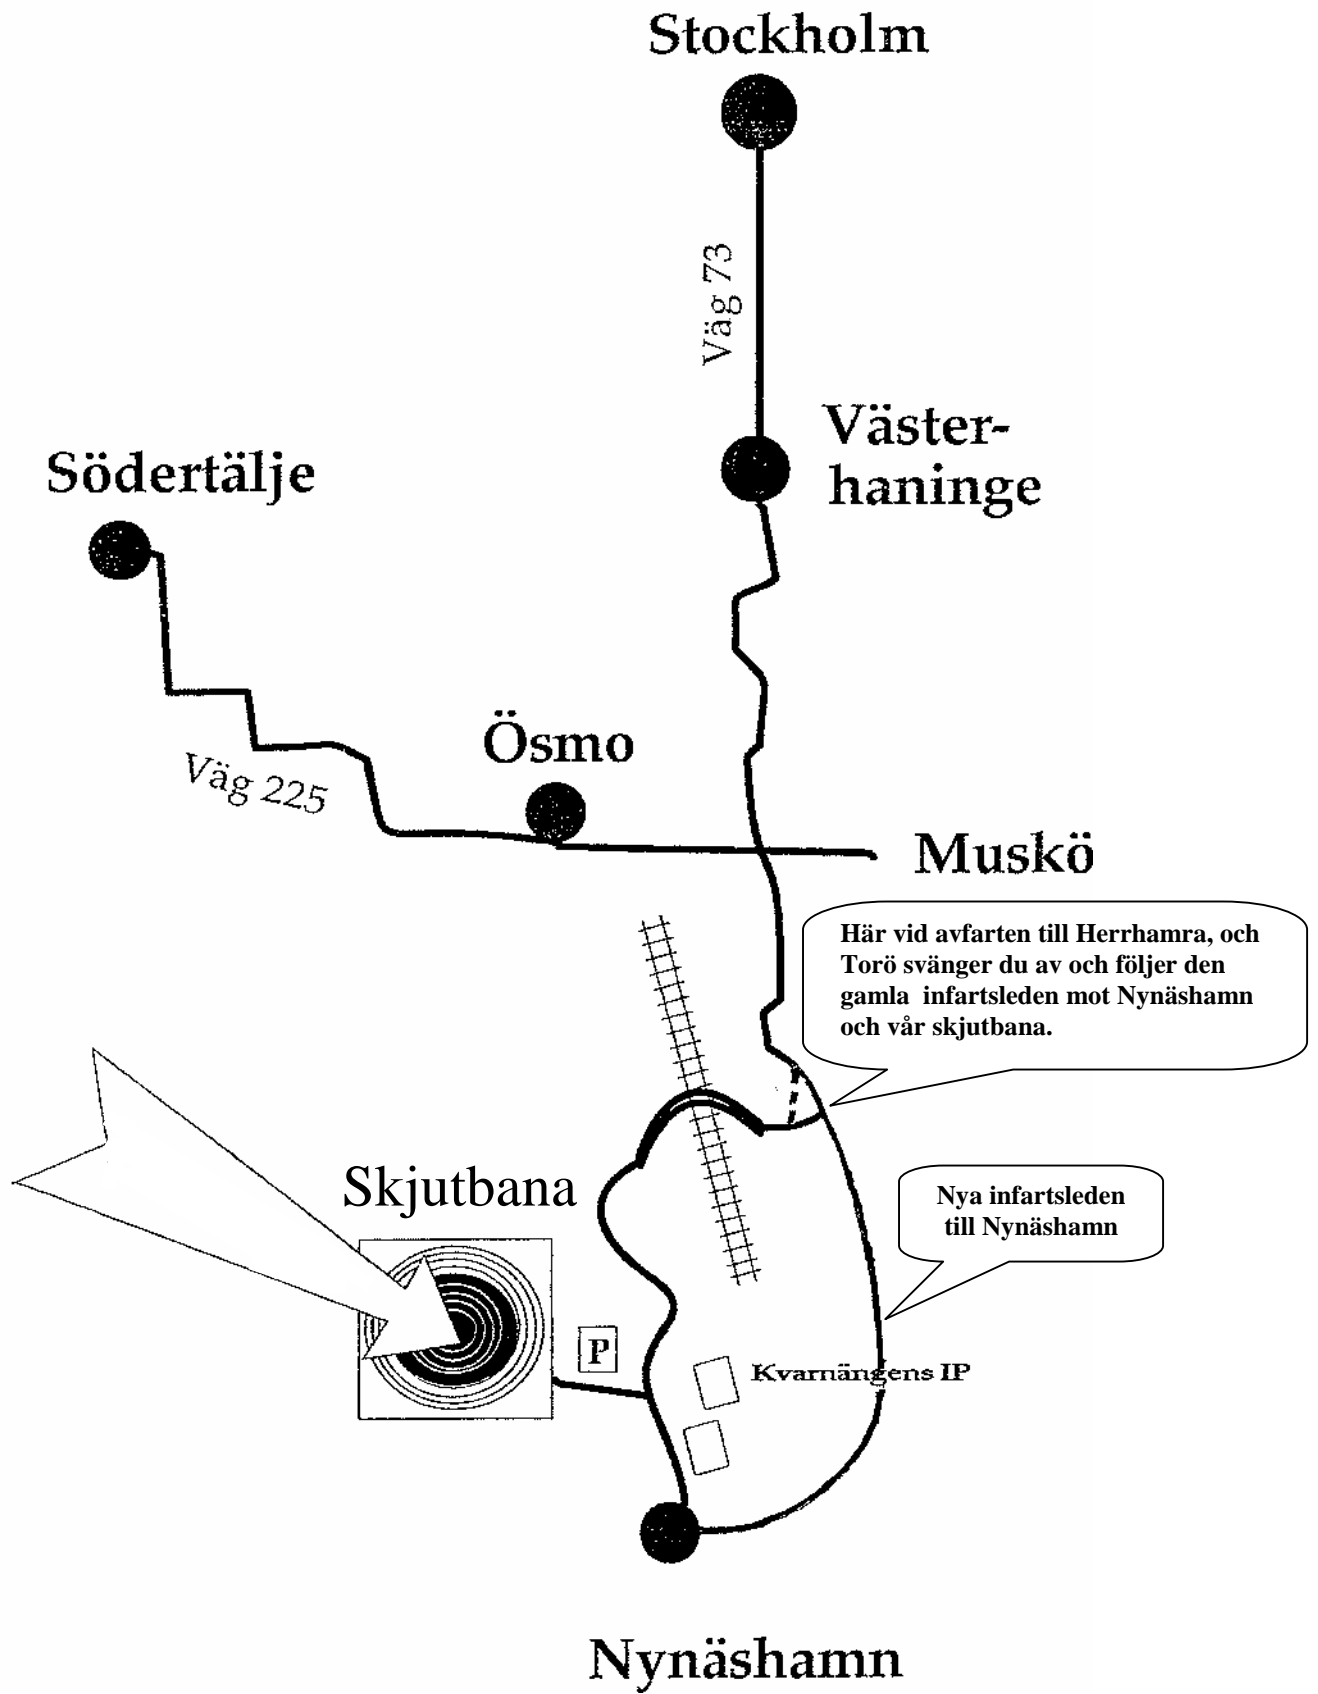 Stockholm
Väg 73
Väster-
haninge
Södertälje
Ösmo
Väg 225
Muskö
Här vid avfarten till Herrhamra, och
Torö svänger du av och följer den
gamla  infartsleden mot Nynäshamn
och vår skjutbana.
Skjutbana
Nya infartsleden
till Nynäshamn
P
Kvarnängens IP
Nynäshamn